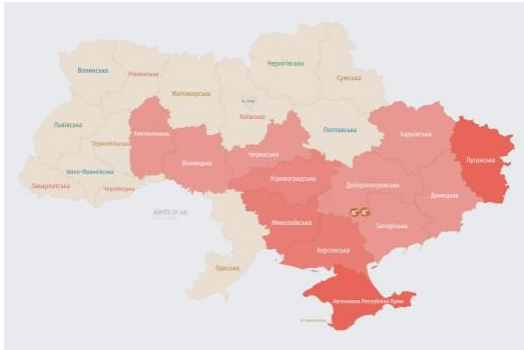 Чернігівська
Волинська
Рівненська
Сумська
Житомирська
Київська
Львівська
Полтавська
Харківська
Хмельницька
Тернопільська
Черкаська
Луганська
Вінницька
Івано-Франківська
Кіровоградська
Закарпатська
Чернівецька
Дніпропетровська
Донецька
alerts.in.ua
Миколаївська
Запорізька
Херсонська
Одеська
Автономна Республіка Крим